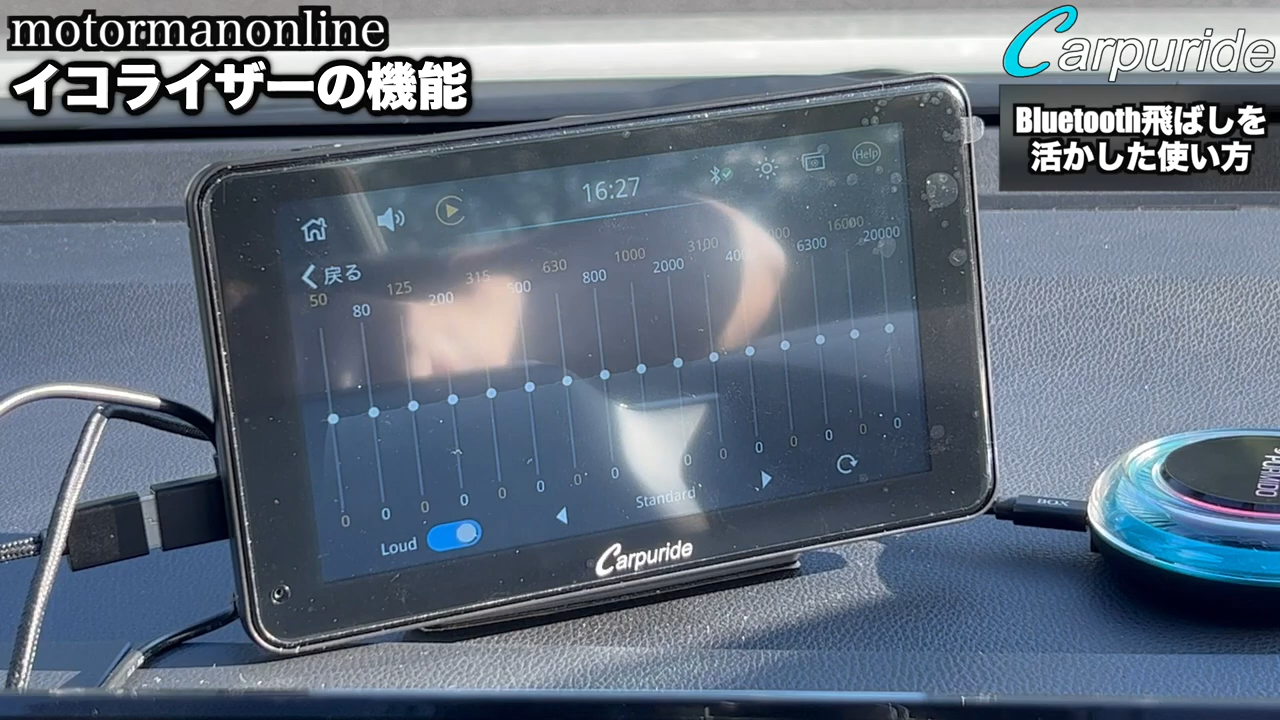 motormanonline
イコライザーの機能
Carpuride
Bluetooth飛ばしを
活かした使い方
16:27
Help
戻る
50 125 315 630 1000 3100 16000
80 200 500 800 2000 6300 20000
0 0 0 0 0 0 0 0 0 0 0 0 0 0 0
Standard
Loud
Carpuride
BOX